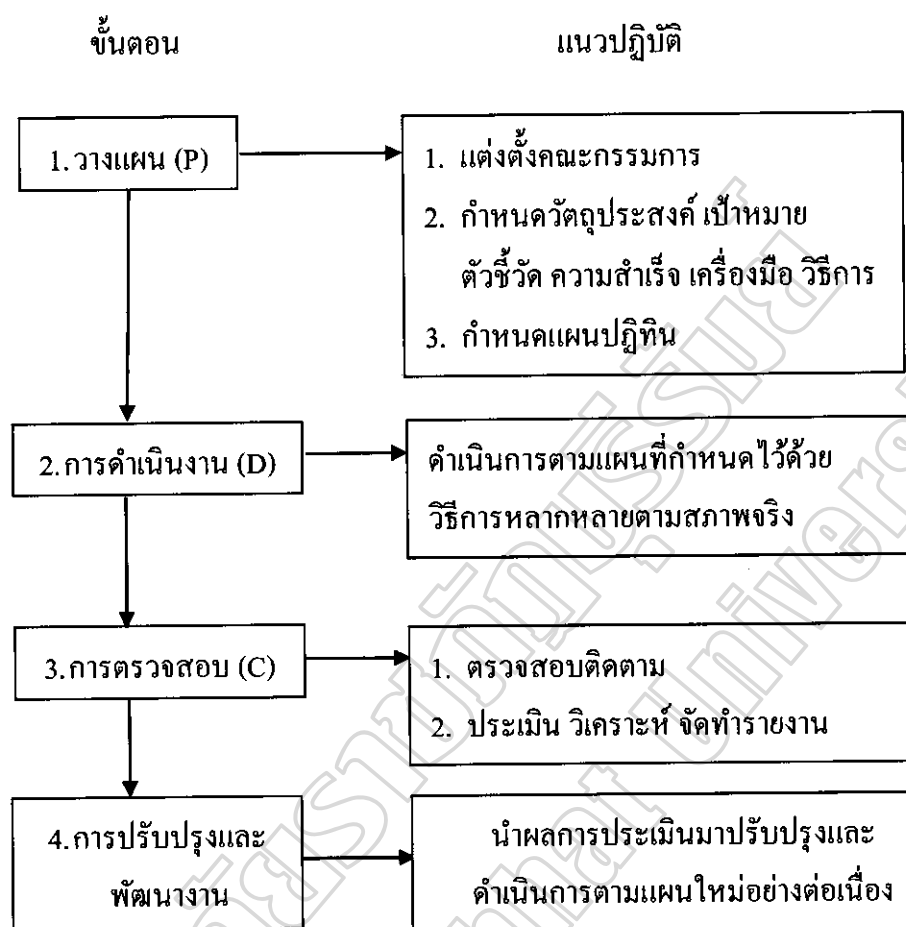 ขั้นตอน
แนวปฏิบัติ
1. วางแผน (P)
1. แต่งตั้งคณะกรรมการ
2. กำหนดวัตถุประสงค์ เป้าหมาย
ตัวชี้วัด ความสำเร็จ เครื่องมือ วิธีการ
3. กำหนดแผนปฏิทิน
2. การดำเนินงาน (D)
ดำเนินการตามแผนที่กำหนดไว้ด้วย
วิธีการหลากหลายตามสภาพจริง
3. การตรวจสอบ (C)
1. ตรวจสอบติดตาม
2. ประเมิน วิเคราะห์ จัดทำรายงาน
4. การปรับปรุงและ
พัฒนางาน
นำผลการประเมินมาปรับปรุงและ
ดำเนินการตามแผนใหม่อย่างต่อเนื่อง